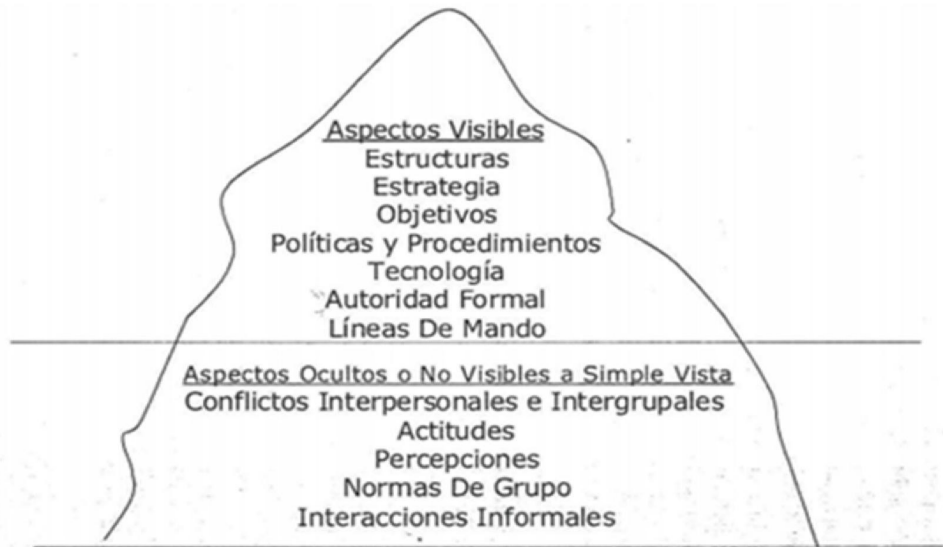 Aspectos Visibles
Estructuras
Estrategia
Objetivos
Políticas y Procedimientos
Tecnología
Autoridad Formal
Líneas De Mando
Aspectos Ocultos o No Visibles a Simple Vista
Conflictos Interpersonales e Intergrupales
Actitudes
Percepciones
Normas De Grupo
Interacciones Informales